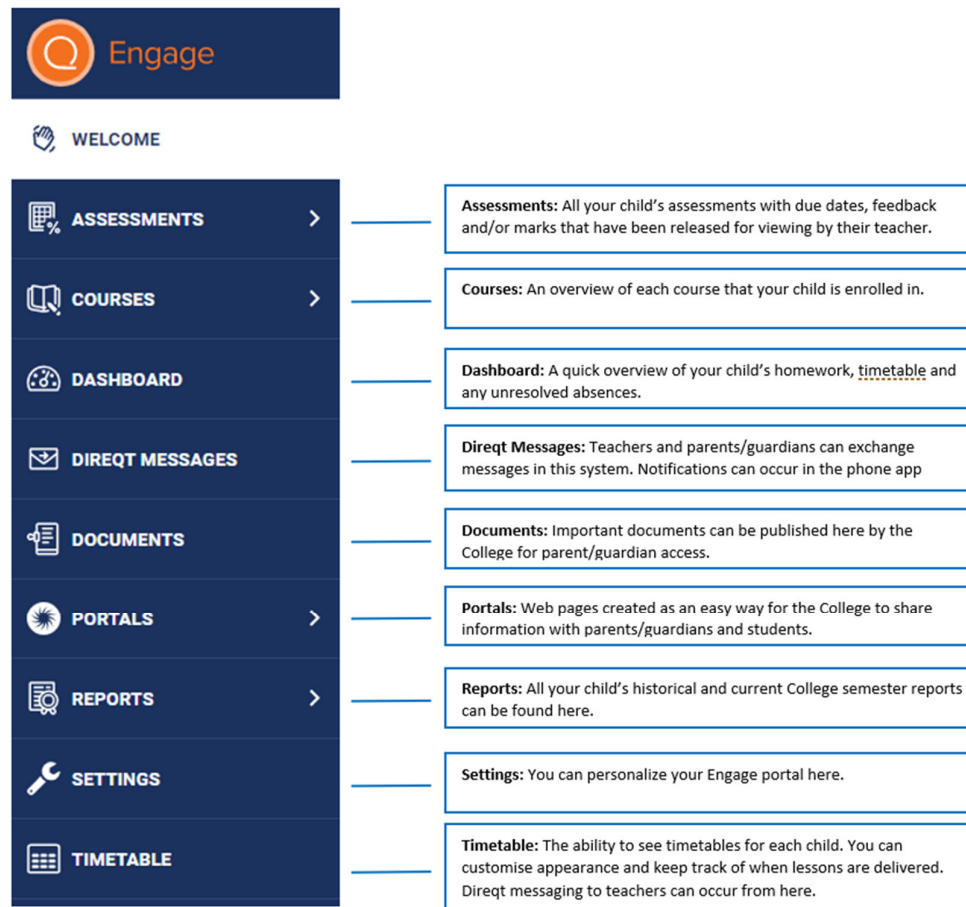 Engage
WELCOME
ASSESSMENTS
Assessments: All your child's assessments with due dates, feedback
and/or marks that have been released for viewing by their teacher.
COURSES
Courses: An overview of each course that your child is enrolled in.
DASHBOARD
Dashboard: A quick overview of your child's homework, timetable and
any unresolved absences.
DIREQT MESSAGES
Direqt Messages: Teachers and parents/guardians can exchange
messages in this system. Notifications can occur in the phone app
DOCUMENTS
Documents: Important documents can be published here by the
College for parent/guardian access.
PORTALS
Portals: Web pages created as an easy way for the College to share
information with parents/guardians and students.
REPORTS
Reports: All your child's historical and current College semester reports
can be found here.
SETTINGS
Settings: You can personalize your Engage portal here.
TIMETABLE
Timetable: The ability to see timetables for each child. You can
customise appearance and keep track of when lessons are delivered.
Direqt messaging to teachers can occur from here.